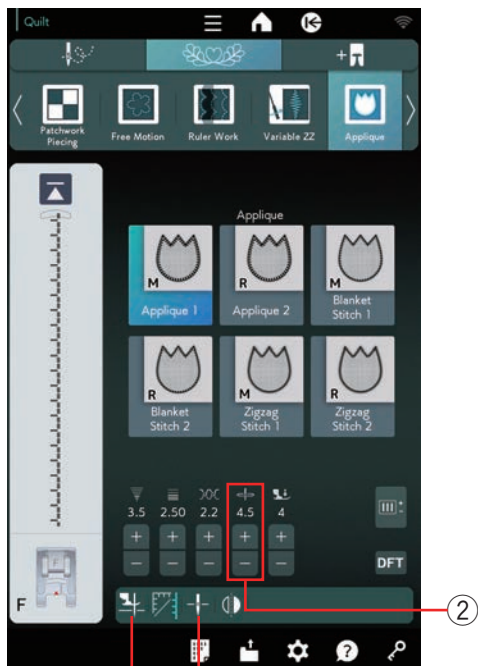 Quilt
Patchwork
Piecing
Free Motion
Ruler Work
Variable ZZ
Applique
Applique
M
Applique 1
R
Applique 2
M
Blanket
Stitch 1
R
Blanket
Stitch 2
M
Zigzag
Stitch 1
R
Zigzag
Stitch 2
3.5 2.50 2.2 4.5 4
+ + + + +
− − − − −
DFT
F
②